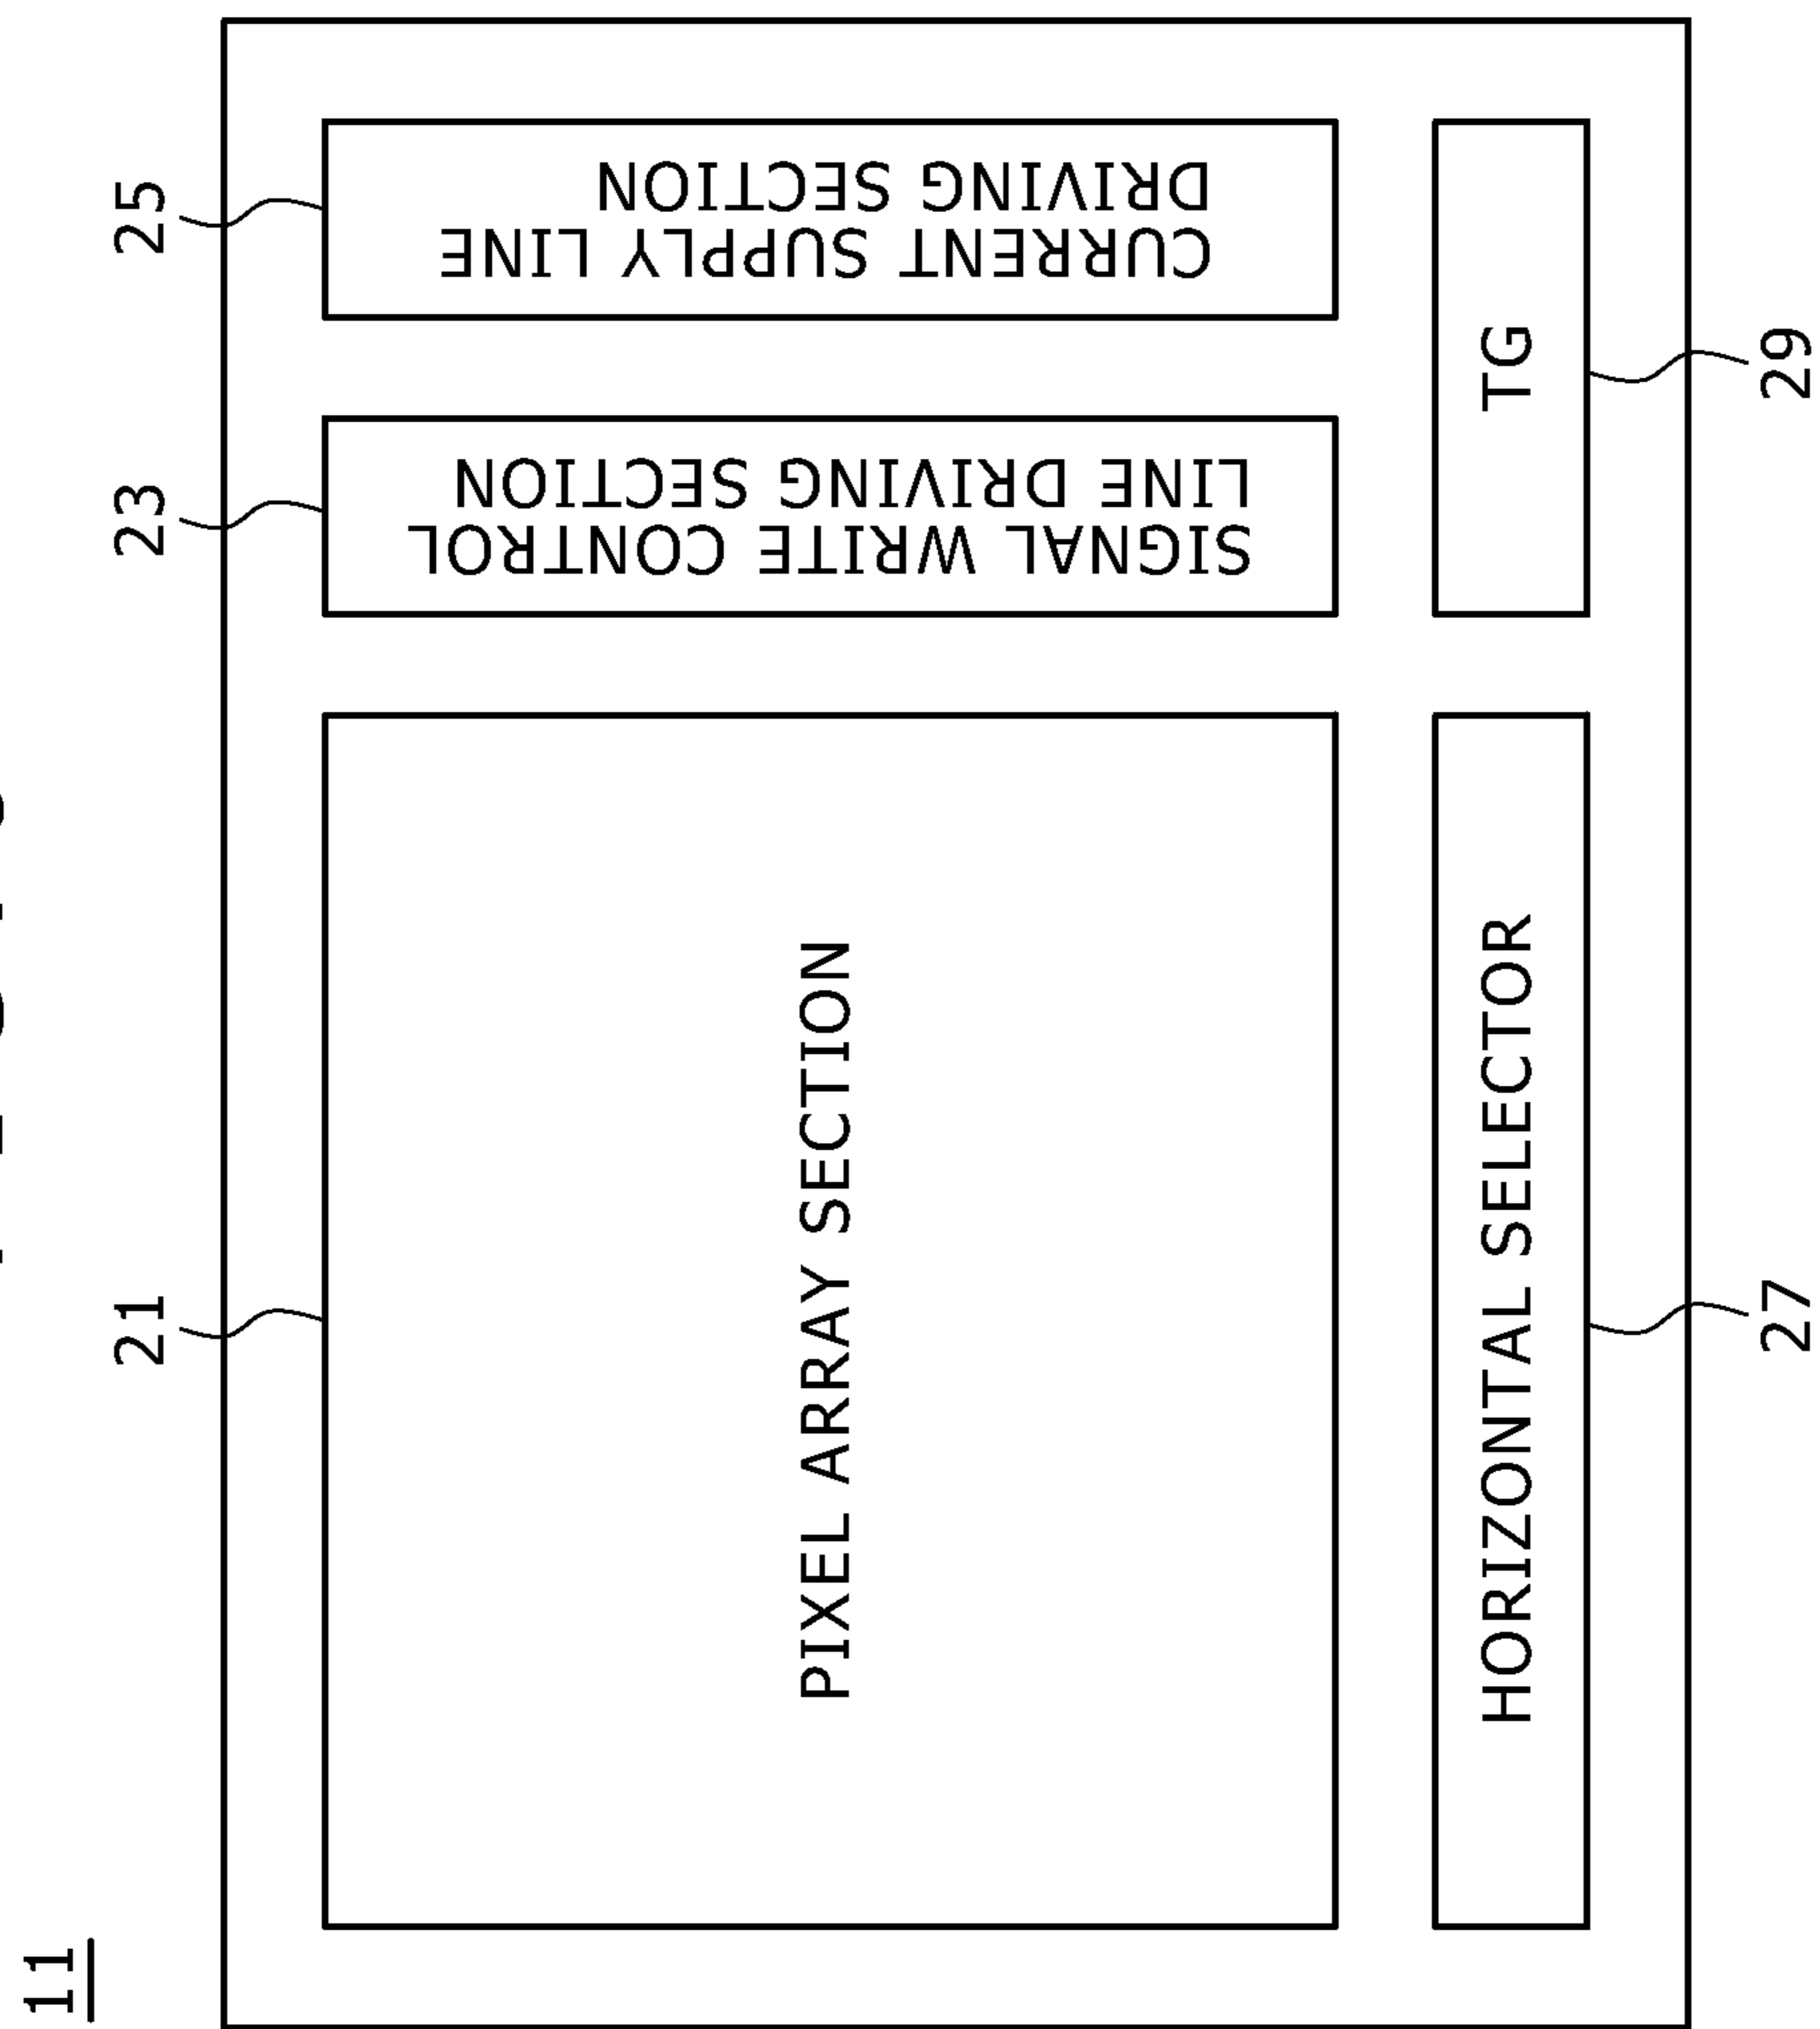 11
21
23
25
PIXEL ARRAY SECTION
SIGNAL WRITE CONTROL
LINE DRIVING SECTION
CURRENT SUPPLY LINE
DRIVING SECTION
HORIZONTAL SELECTOR
TG
27
29